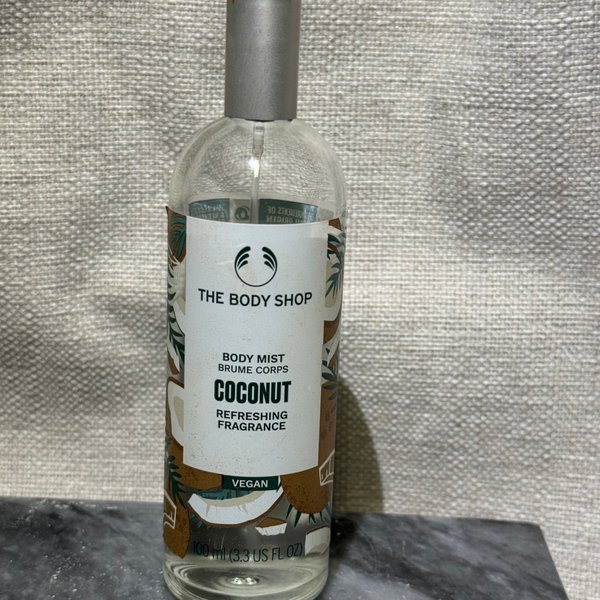 THE BODY SHOP
BODY MIST
BRUME CORPS
COCONUT
REFRESHING
FRAGRANCE
VEGAN
100 ml (3.3 US FL OZ)